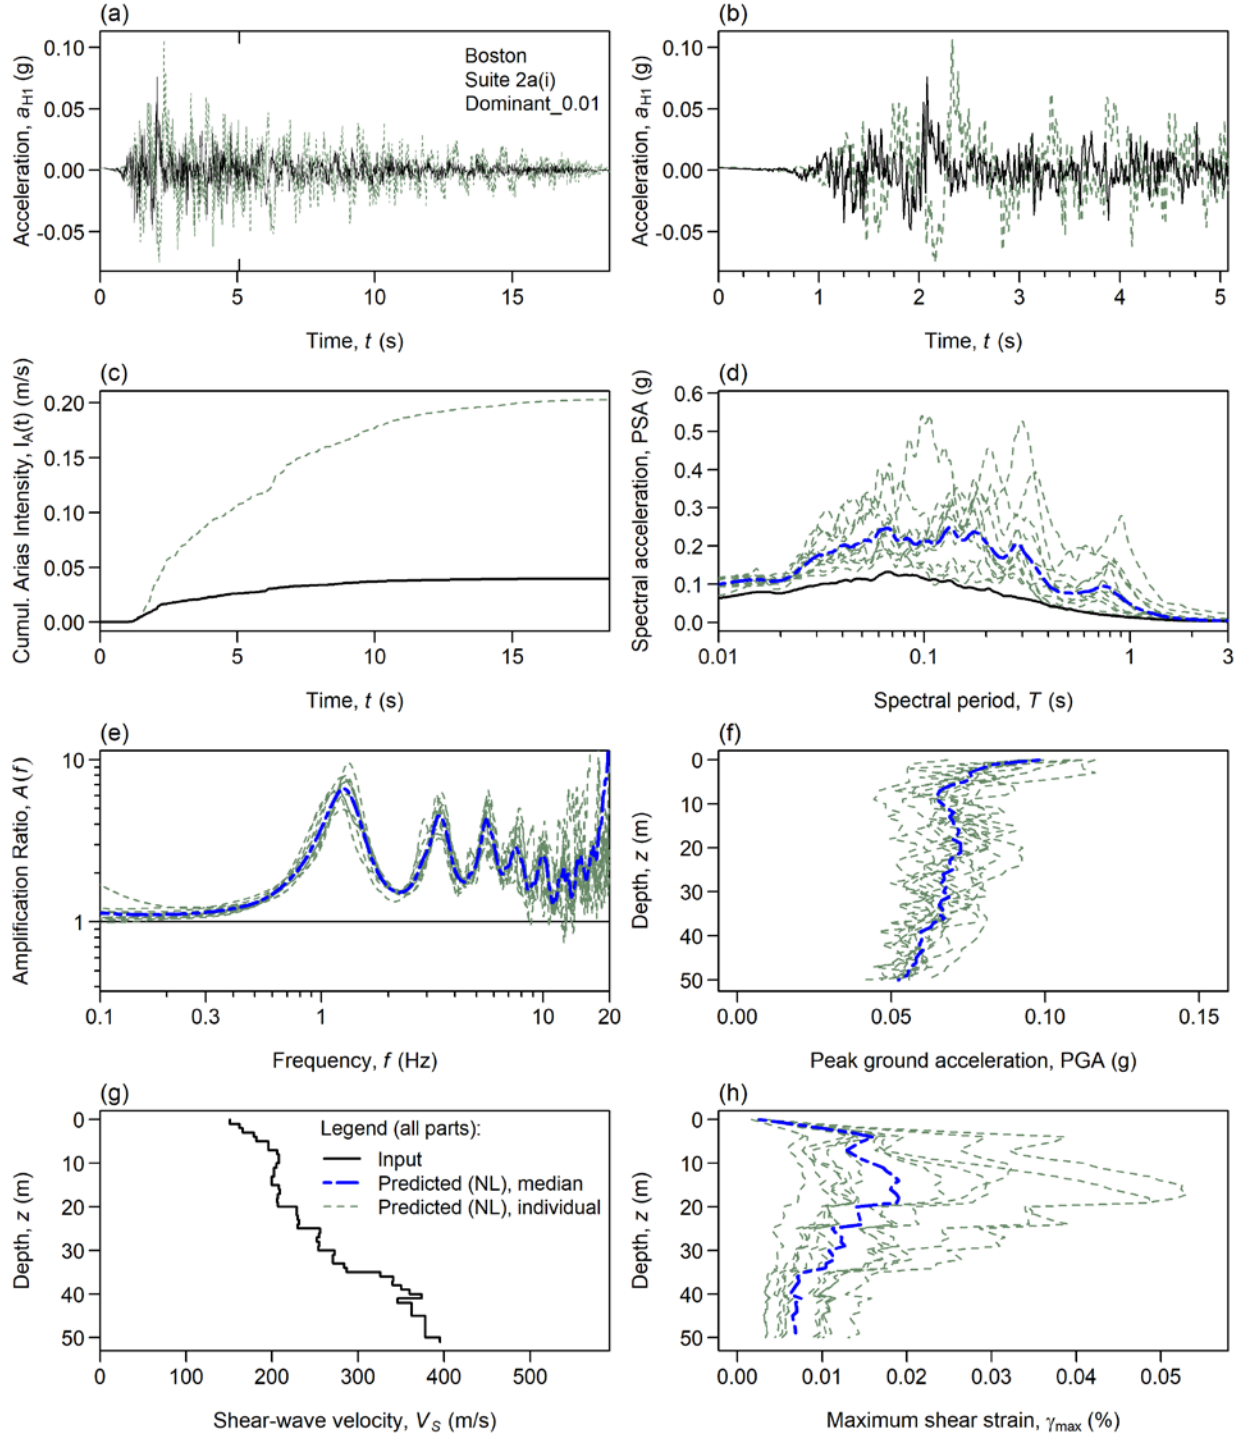 (a)
Acceleration, aH1 (g)
0.10
0.05
0.00
-0.05
Boston
Suite 2a(i)
Dominant_0.01
0 5 10 15
Time, t (s)
(b)
Acceleration, aH1 (g)
0.10
0.05
0.00
-0.05
0 1 2 3 4 5
Time, t (s)
(c)
Cumul. Arias Intensity, IA(t) (m/s)
0.20
0.15
0.10
0.05
0.00
0 5 10 15
Time, t (s)
(d)
Spectral acceleration, PSA (g)
0.6
0.5
0.4
0.3
0.2
0.1
0.0
0.01 0.1 1 3
Spectral period, T (s)
(e)
Amplification Ratio, A(f)
10
1
0.1 0.3 1 3 10 20
Frequency, f (Hz)
(f)
Depth, z (m)
0
10
20
30
40
50
0.00 0.05 0.10 0.15
Peak ground acceleration, PGA (g)
(g)
Depth, z (m)
0
10
20
30
40
50
Legend (all parts):
Input
Predicted (NL), median
Predicted (NL), individual
0 100 200 300 400 500
Shear-wave velocity, VS (m/s)
(h)
Depth, z (m)
0
10
20
30
40
50
0.00 0.01 0.02 0.03 0.04 0.05
Maximum shear strain, γmax (%)